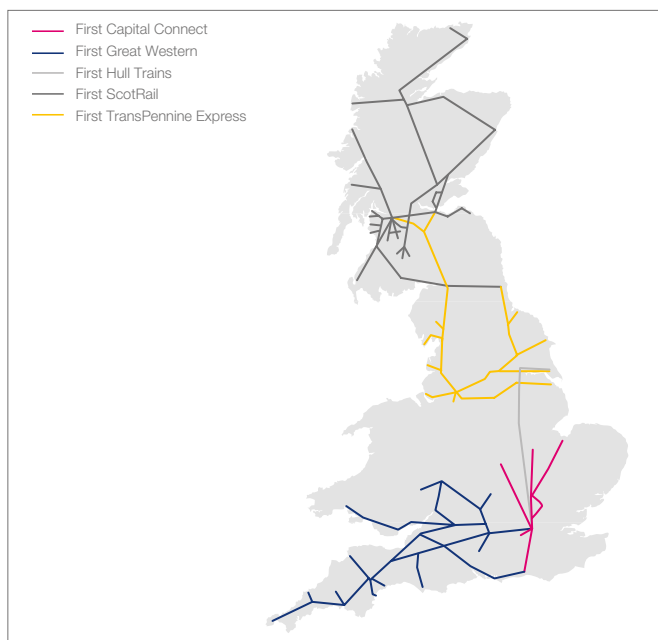 First Capital Connect
First Great Western
First Hull Trains
First ScotRail
First TransPennine Express